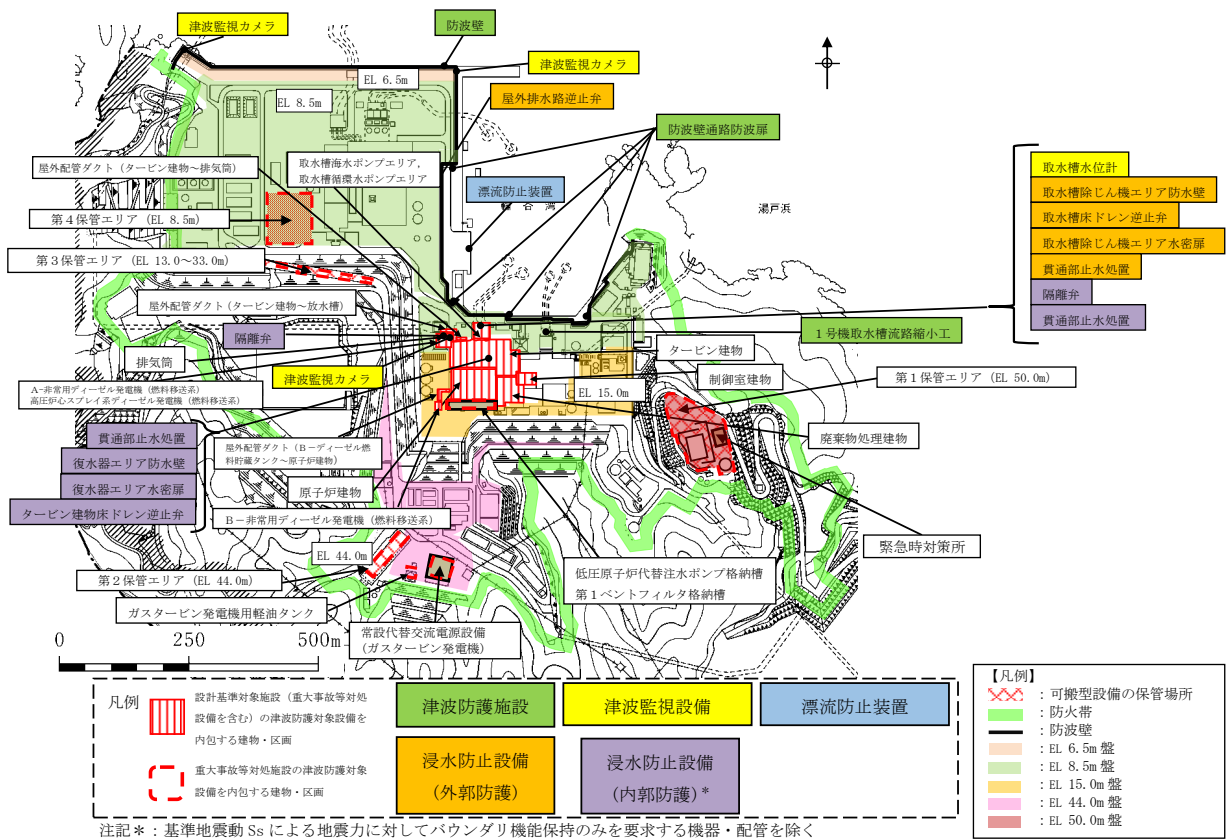 津波監視カメラ
防波壁
津波監視カメラ
EL 6.5m
EL 8.5m
屋外排水路逆止弁
防波壁通路防波扉
屋外配管ダクト（タービン建物～排気筒）
取水槽海水ポンプエリア，
取水槽循環水ポンプエリア
漂流防止装置
湯戸浜
取水槽水位計
取水槽除じん機エリア防水壁
取水槽床ドレン逆止弁
取水槽除じん機エリア水密扉
貫通部止水処置
隔離弁
貫通部止水処置
第４保管エリア（EL 8.5m）
第３保管エリア（EL 13.0～33.0m）
屋外配管ダクト（タービン建物～放水槽）
隔離弁
１号機取水槽流路縮小工
排気筒
タービン建物
制御室建物
第１保管エリア（EL 50.0m）
津波監視カメラ
A-非常用ディーゼル発電機（燃料移送系）
高圧炉心スプレイ系ディーゼル発電機（燃料移送系）
EL 15.0m
廃棄物処理建物
貫通部止水処置
復水器エリア防水壁
復水器エリア水密扉
タービン建物床ドレン逆止弁
屋外配管ダクト（B－ディーゼル燃
料貯蔵タンク～原子炉建物）
原子炉建物
B－非常用ディーゼル発電機（燃料移送系）
緊急時対策所
EL 44.0m
第２保管エリア（EL 44.0m）
低圧原子炉代替注水ポンプ格納槽
第１ベントフィルタ格納槽
ガスタービン発電機用軽油タンク
常設代替交流電源設備
(ガスタービン発電機)
0 250 500m
凡例
設計基準対象施設（重大事故等対処
設備を含む）の津波防護対象設備を
内包する建物・区画
重大事故等対処施設の津波防護対象
設備を内包する建物・区画
津波防護施設
津波監視設備
漂流防止装置
浸水防止設備
(外郭防護)
浸水防止設備
(内郭防護)*
【凡例】
：可搬型設備の保管場所
：防火帯
：防波壁
：EL 6.5m 盤
：EL 8.5m 盤
：EL 15.0m 盤
：EL 44.0m 盤
：EL 50.0m 盤
注記＊：基準地震動 Ss による地震力に対してバウンダリ機能保持のみを要求する機器・配管を除く